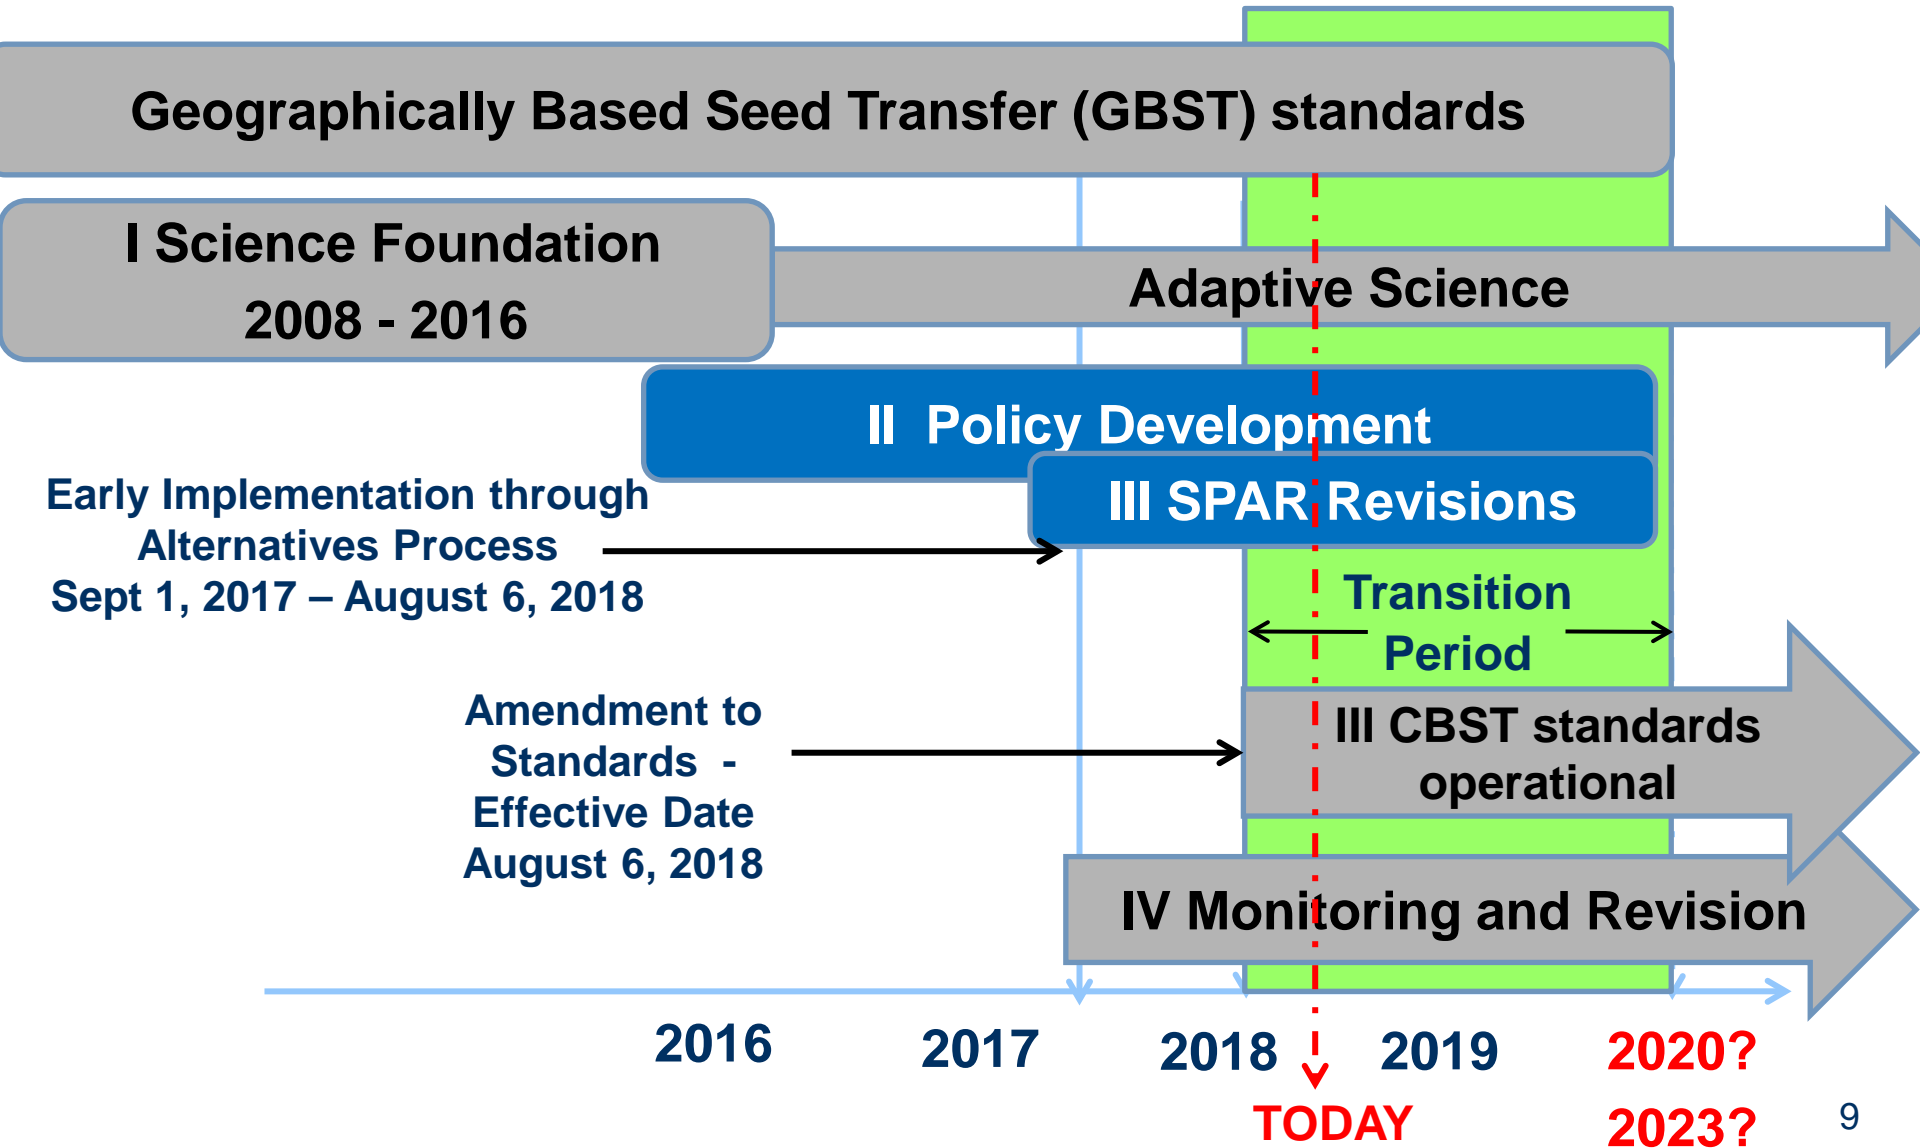 Geographically Based Seed Transfer (GBST) standards
I Science Foundation
2008 - 2016
Adaptive Science
II Policy Development
III SPAR Revisions
Early Implementation through
Alternatives Process
Sept 1, 2017 – August 6, 2018
Transition
Period
Amendment to
Standards -
Effective Date
August 6, 2018
III CBST standards
operational
IV Monitoring and Revision
2016 2017 2018 2019 2020?
TODAY 2023?
9